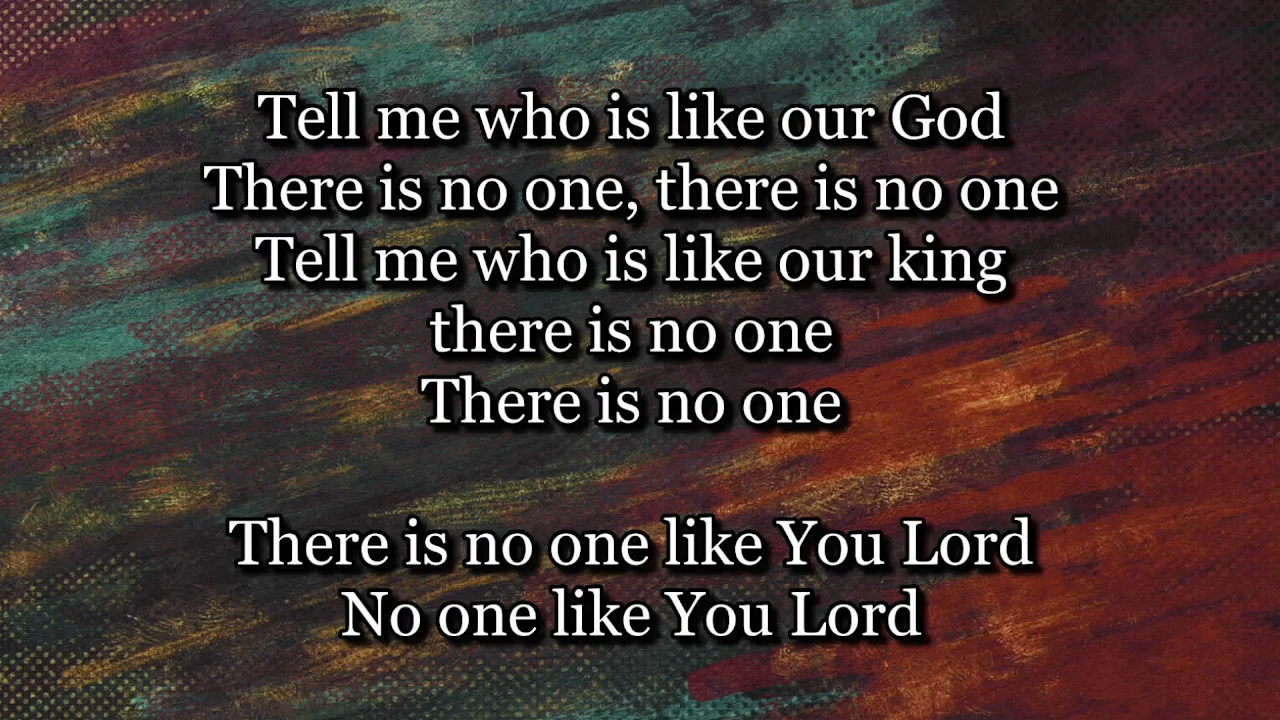 Tell me who is like our God
There is no one, there is no one
Tell me who is like our king
there is no one
There is no one
There is no one like You Lord
No one like You Lord